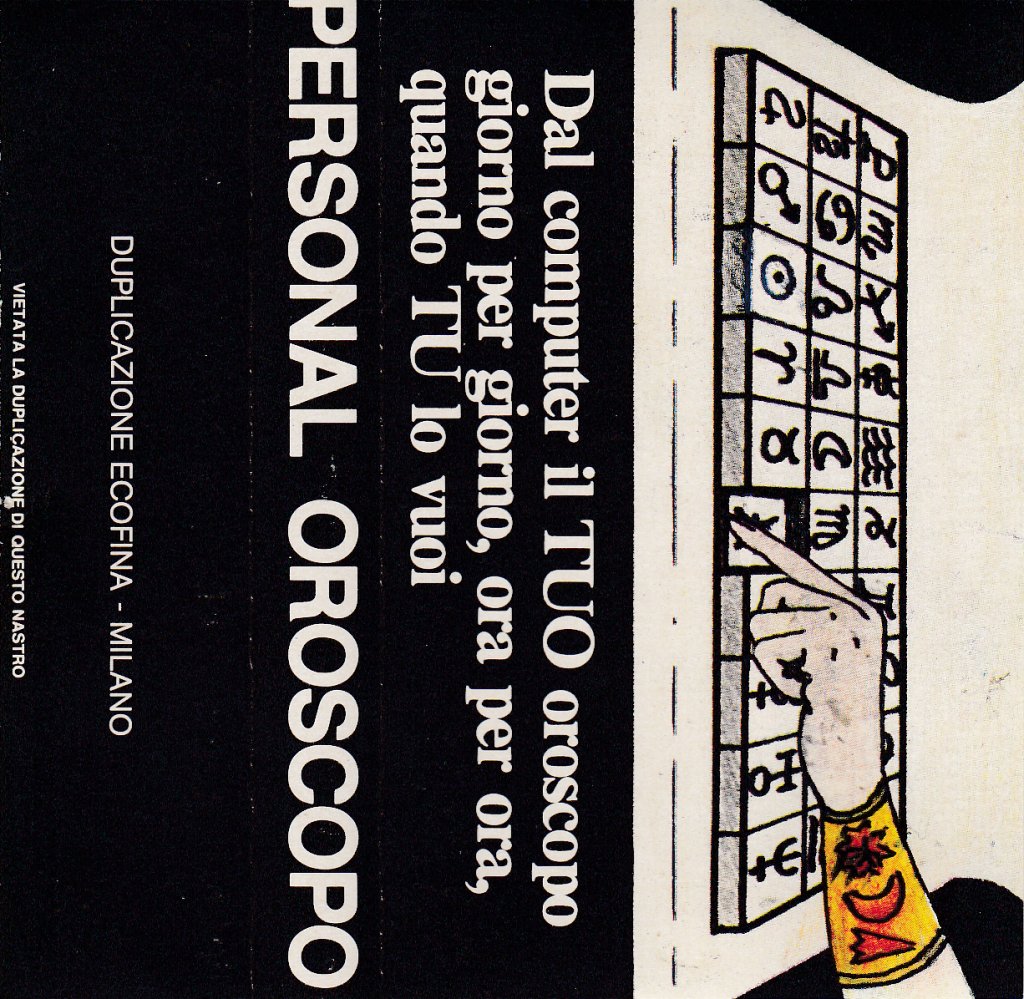 Dal computer il TUO oroscopo
giorno per giorno, ora per ora,
quando TU lo vuoi
PERSONAL OROSCOPO
DUPLICAZIONE ECOFINA - MILANO
VIETATA LA DUPLICAZIONE DI QUESTO NASTRO